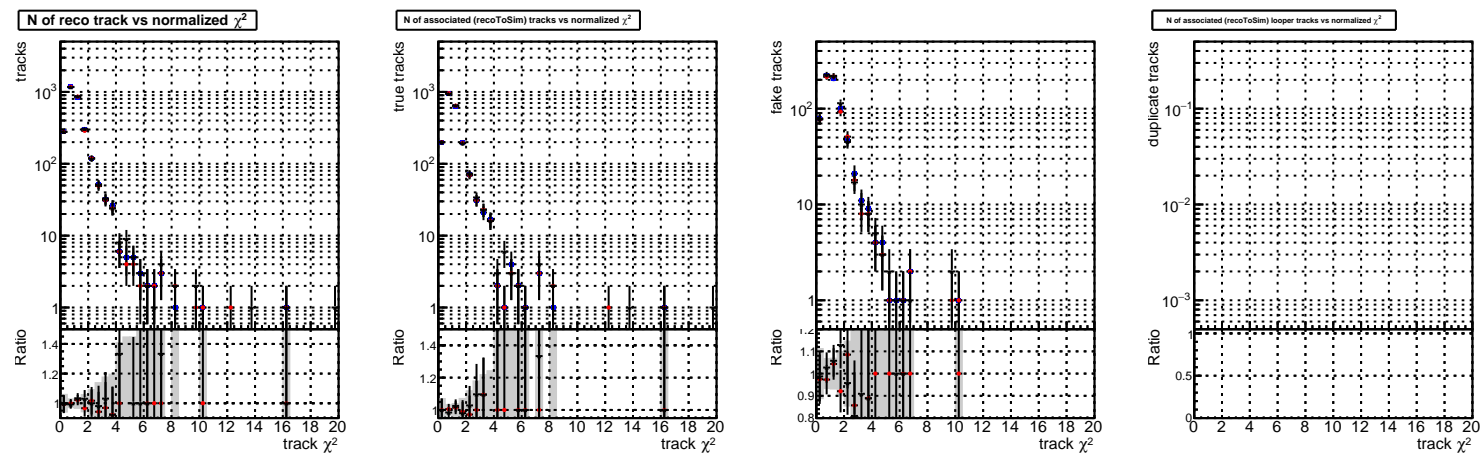 N of reco track vs normalized χ²
tracks
10³
10²
10
1
Ratio
1.4
1.2
1
0 2 4 6 8 10 12 14 16 18 20
track χ²
N of associated (recoToSim) tracks vs normalized χ²
true tracks
10³
10²
10
1
Ratio
1.4
1.2
1
0 2 4 6 8 10 12 14 16 18 20
track χ²
fake tracks
10²
10
1
Ratio
1.2
1.1
1
0.9
0.8
0 2 4 6 8 10 12 14 16 18 20
track χ²
N of associated (recoToSim) looper tracks vs normalized χ²
duplicate tracks
10⁻¹
10⁻²
10⁻³
Ratio
1
0.5
0
0 2 4 6 8 10 12 14 16 18 20
track χ²